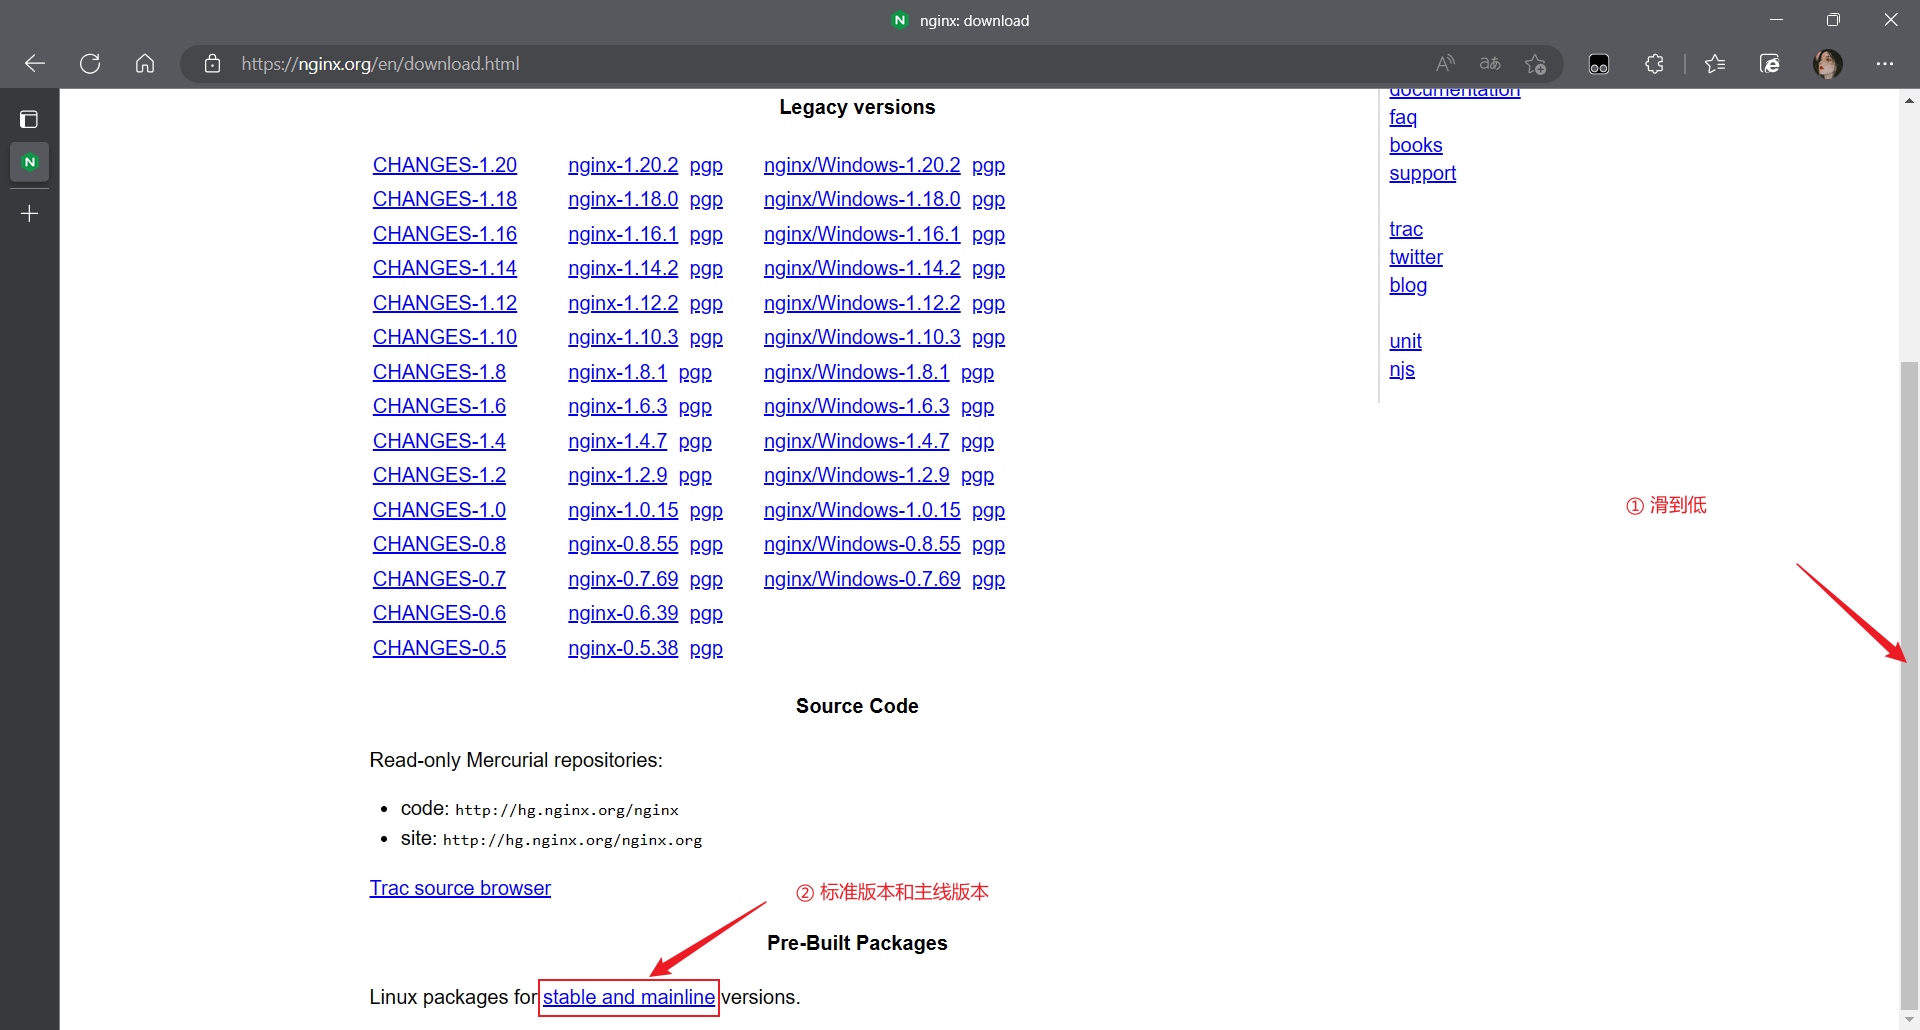 nginx: download
https://nginx.org/en/download.html
Legacy versions
CHANGES-1.20 nginx-1.20.2 pgp nginx/Windows-1.20.2 pgp
CHANGES-1.18 nginx-1.18.0 pgp nginx/Windows-1.18.0 pgp
CHANGES-1.16 nginx-1.16.1 pgp nginx/Windows-1.16.1 pgp
CHANGES-1.14 nginx-1.14.2 pgp nginx/Windows-1.14.2 pgp
CHANGES-1.12 nginx-1.12.2 pgp nginx/Windows-1.12.2 pgp
CHANGES-1.10 nginx-1.10.3 pgp nginx/Windows-1.10.3 pgp
CHANGES-1.8 nginx-1.8.1 pgp nginx/Windows-1.8.1 pgp
CHANGES-1.6 nginx-1.6.3 pgp nginx/Windows-1.6.3 pgp
CHANGES-1.4 nginx-1.4.7 pgp nginx/Windows-1.4.7 pgp
CHANGES-1.2 nginx-1.2.9 pgp nginx/Windows-1.2.9 pgp
CHANGES-1.0 nginx-1.0.15 pgp nginx/Windows-1.0.15 pgp
CHANGES-0.8 nginx-0.8.55 pgp nginx/Windows-0.8.55 pgp
CHANGES-0.7 nginx-0.7.69 pgp nginx/Windows-0.7.69 pgp
CHANGES-0.6 nginx-0.6.39 pgp
CHANGES-0.5 nginx-0.5.38 pgp
Source Code
Read-only Mercurial repositories:
• code: http://hg.nginx.org/nginx
• site: http://hg.nginx.org/nginx.org
Trac source browser
② 标准版本和主线版本
Pre-Built Packages
Linux packages for stable and mainline versions.
documentation
faq
books
support
trac
twitter
blog
unit
njs
① 滑到低